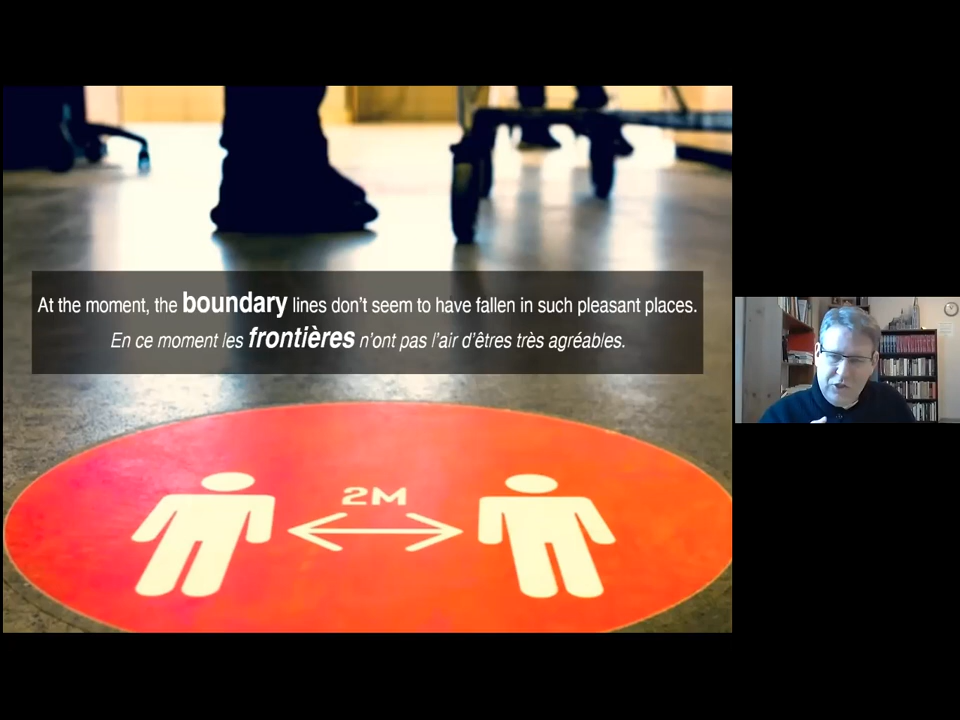 At the moment, the boundary lines don't seem to have fallen in such pleasant places.
En ce moment les frontières n'ont pas l'air d'êtres très agréables.
2M